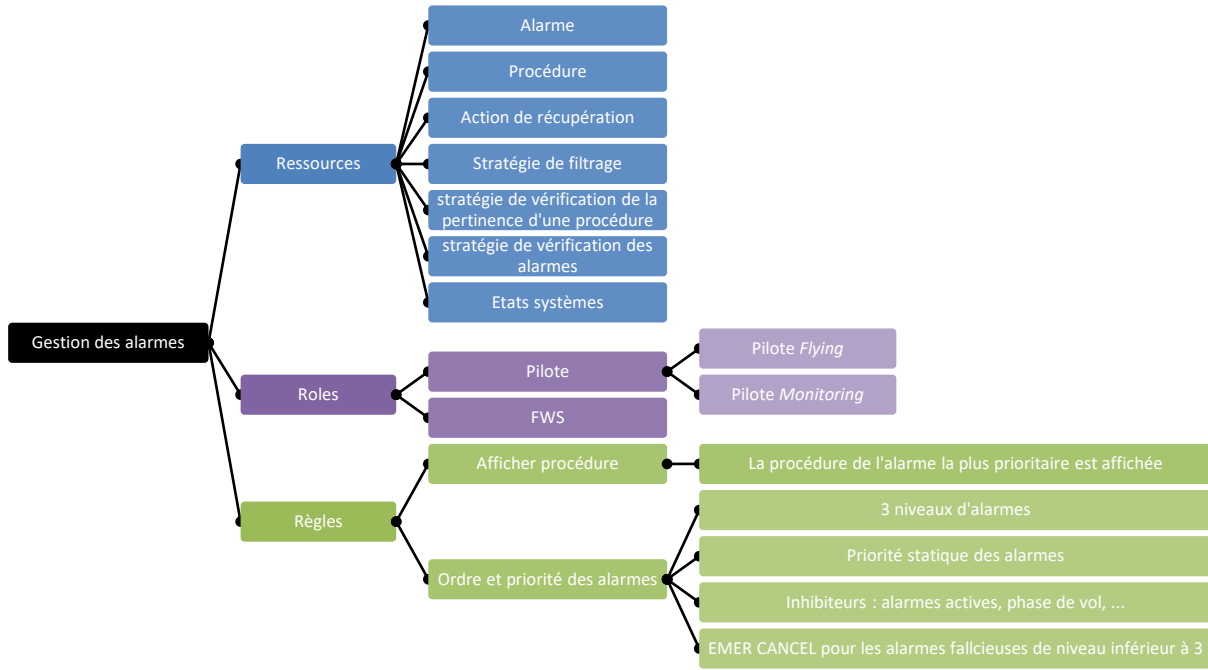 Gestion des alarmes
Ressources
Alarme
Procédure
Action de récupération
Stratégie de filtrage
stratégie de vérification de la
pertinence d'une procédure
stratégie de vérification des
alarmes
Etats systèmes
Roles
Pilote
Pilote Flying
Pilote Monitoring
FWS
Règles
Afficher procédure
La procédure de l'alarme la plus prioritaire est affichée
Ordre et priorité des alarmes
3 niveaux d'alarmes
Priorité statique des alarmes
Inhibiteurs : alarmes actives, phase de vol, ...
EMER CANCEL pour les alarmes fallcieuses de niveau inférieur à 3